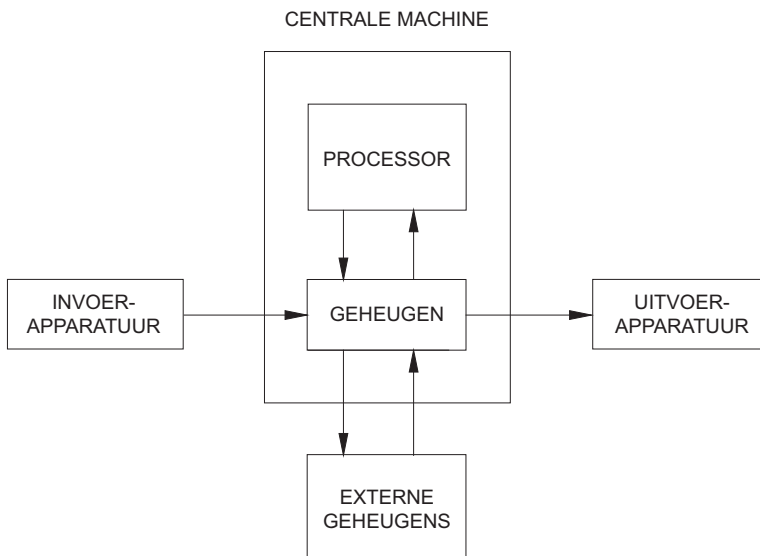 CENTRALE MACHINE
PROCESSOR
INVOER-
APPARATUUR
GEHEUGEN
UITVOER-
APPARATUUR
EXTERNE
GEHEUGENS